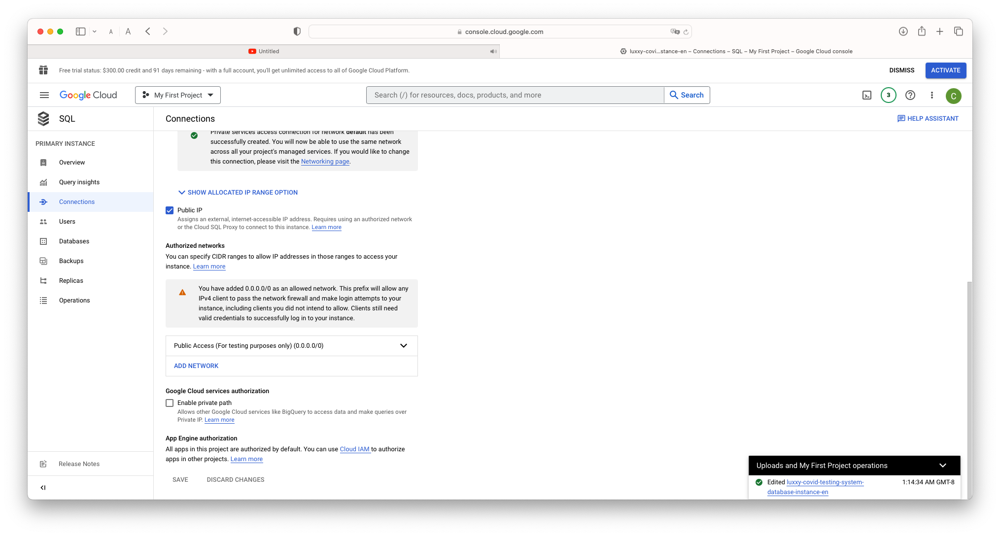 A
A
console.cloud.google.com
Untitled
luxxy-covi...stance-en – Connections – SQL – My First Project – Google Cloud console
Free trial status: $300.00 credit and 91 days remaining - with a full account, you'll get unlimited access to all of Google Cloud Platform.
DISMISS
ACTIVATE
Google Cloud
My First Project
Search (/) for resources, docs, products, and more
Search
3
C
SQL
Connections
HELP ASSISTANT
PRIMARY INSTANCE
Overview
Query insights
Connections
Users
Databases
Backups
Replicas
Operations
Release Notes
Private services access connection for network default has been
successfully created. You will now be able to use the same network
across all your project's managed services. If you would like to change
this connection, please visit the Networking page.
SHOW ALLOCATED IP RANGE OPTION
Public IP
Assigns an external, internet-accessible IP address. Requires using an authorized network
or the Cloud SQL Proxy to connect to this instance. Learn more
Authorized networks
You can specify CIDR ranges to allow IP addresses in those ranges to access your
instance. Learn more
You have added 0.0.0.0/0 as an allowed network. This prefix will allow any
IPv4 client to pass the network firewall and make login attempts to your
instance, including clients you did not intend to allow. Clients still need
valid credentials to successfully log in to your instance.
Public Access (For testing purposes only) (0.0.0.0/0)
ADD NETWORK
Google Cloud services authorization
Enable private path
Allows other Google Cloud services like BigQuery to access data and make queries over
Private IP. Learn more
App Engine authorization
All apps in this project are authorized by default. You can use Cloud IAM to authorize
apps in other projects. Learn more
SAVE
DISCARD CHANGES
Uploads and My First Project operations
Edited luxxy-covid-testing-system-
database-instance-en
1:14:34 AM GMT-8